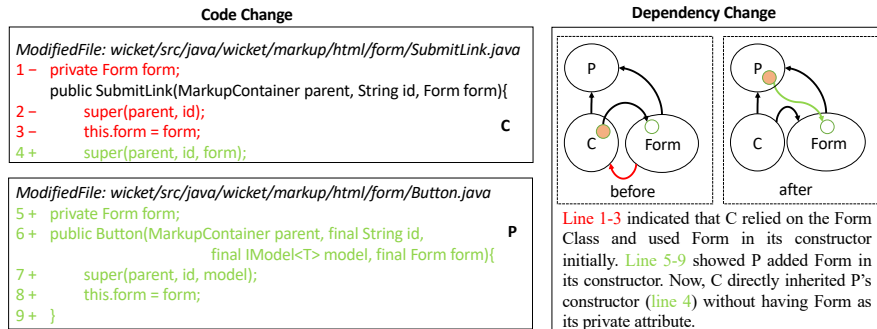 Code Change
ModifiedFile: wicket/src/java/wicket/markup/html/form/SubmitLink.java
1 – private Form form;
public SubmitLink(MarkupContainer parent, String id, Form form){
2 – super(parent, id);
3 – this.form = form;
C
4 + super(parent, id, form);
ModifiedFile: wicket/src/java/wicket/markup/html/form/Button.java
5 + private Form form;
6 + public Button(MarkupContainer parent, final String id,
P
final IModel<T> model, final Form form){
7 + super(parent, id, model);
8 + this.form = form;
9 + }
Dependency Change
P
C
Form
before
P
C
Form
after
Line 1-3 indicated that C relied on the Form
Class and used Form in its constructor
initially. Line 5-9 showed P added Form in
its constructor. Now, C directly inherited P's
constructor (line 4) without having Form as
its private attribute.